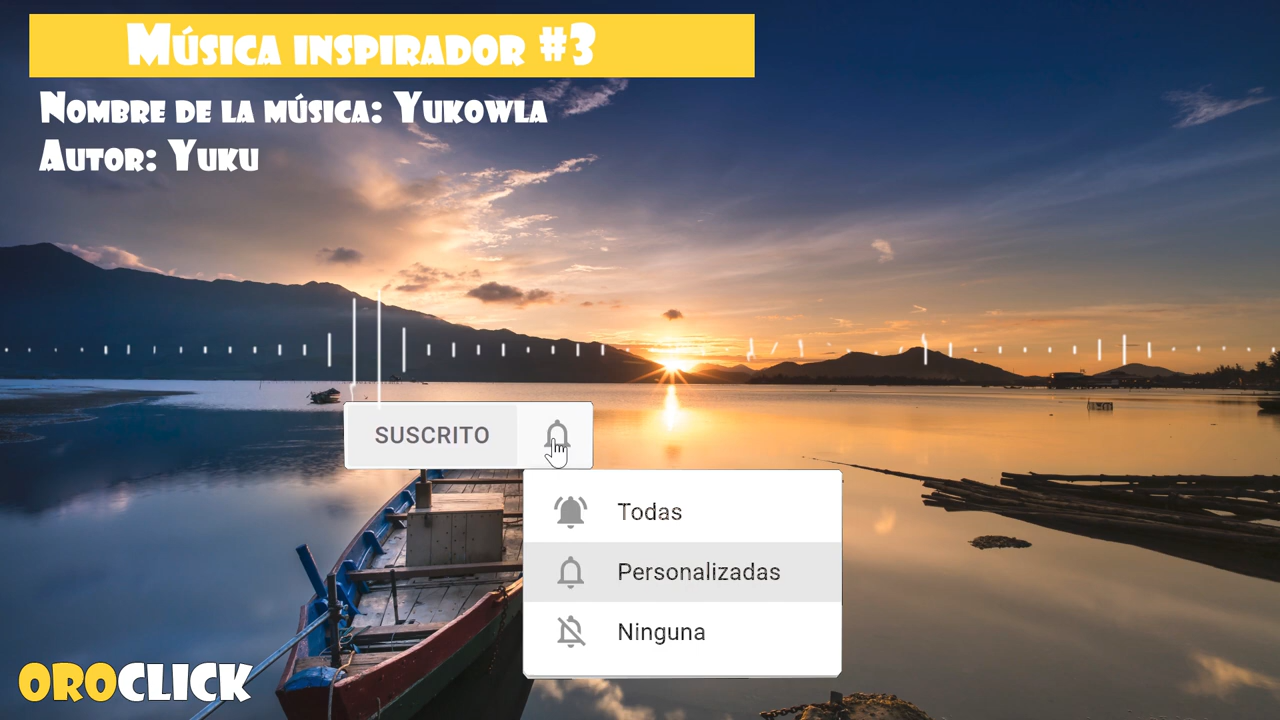 Música inspirador #3
Nombre de la música: Yukowla
Autor: Yuku
SUSCRITO
Todas
Personalizadas
Ninguna
OROCLICK